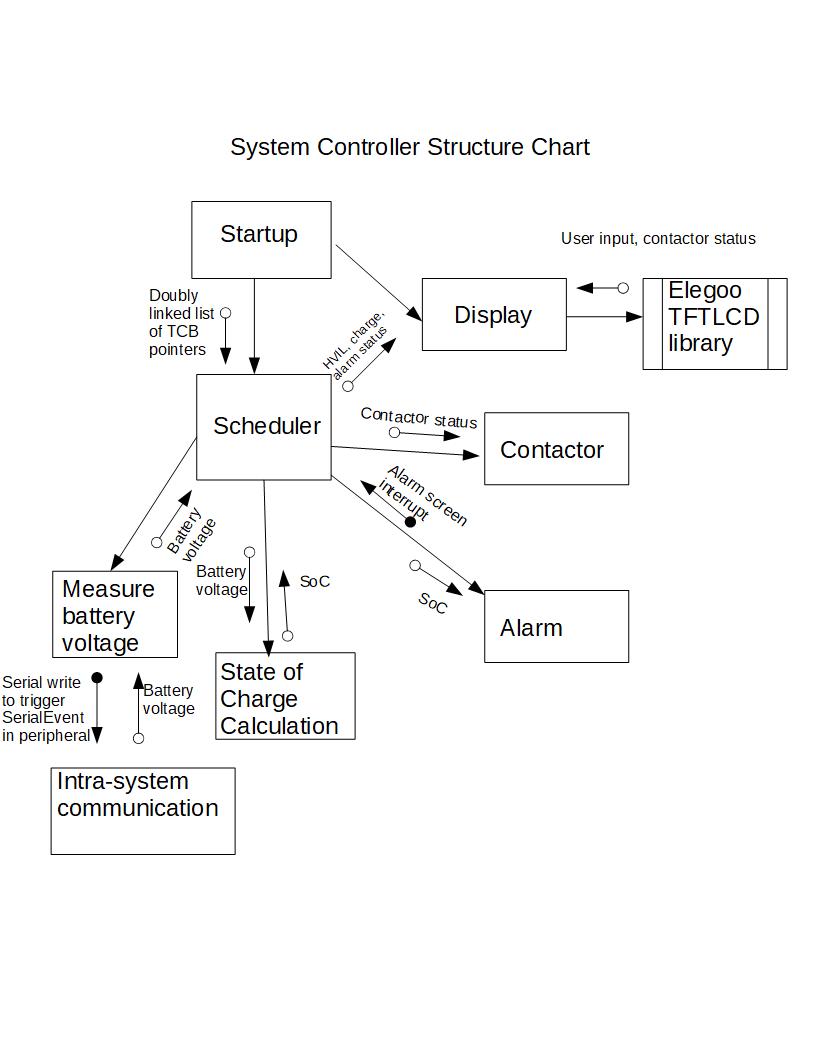 System Controller Structure Chart
Startup
User input, contactor status
Doubly
linked list
of TCB
pointers
Display
Elegoo
TFTLCD
library
HVIL, charge,
alarm status
Scheduler
Contactor status
Contactor
Alarm screen
interrupt
Battery
voltage
Battery
voltage
SoC
SoC
Measure
battery
voltage
Alarm
State of
Charge
Calculation
Serial write
to trigger
SerialEvent
in peripheral
Battery
voltage
Intra-system
communication